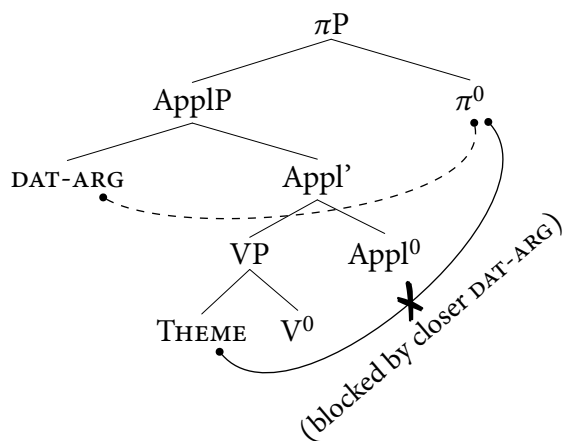 πP
ApplP π⁰
DAT-ARG Appl’
VP Appl⁰
THEME V⁰
(blocked by closer DAT-ARG)